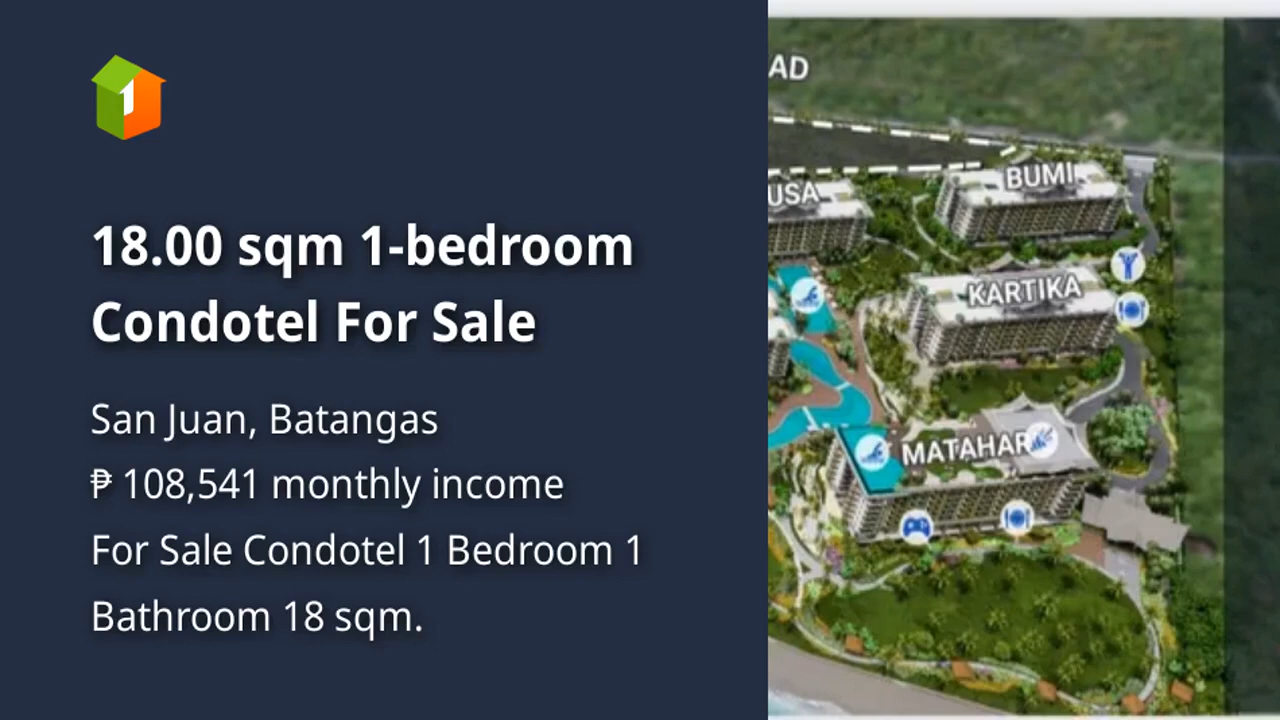 18.00 sqm 1-bedroom
Condotel For Sale
San Juan, Batangas
₱ 108,541 monthly income
For Sale Condotel 1 Bedroom 1
Bathroom 18 sqm.
AD
USA
BUMI
KARTIKA
MATAHAR